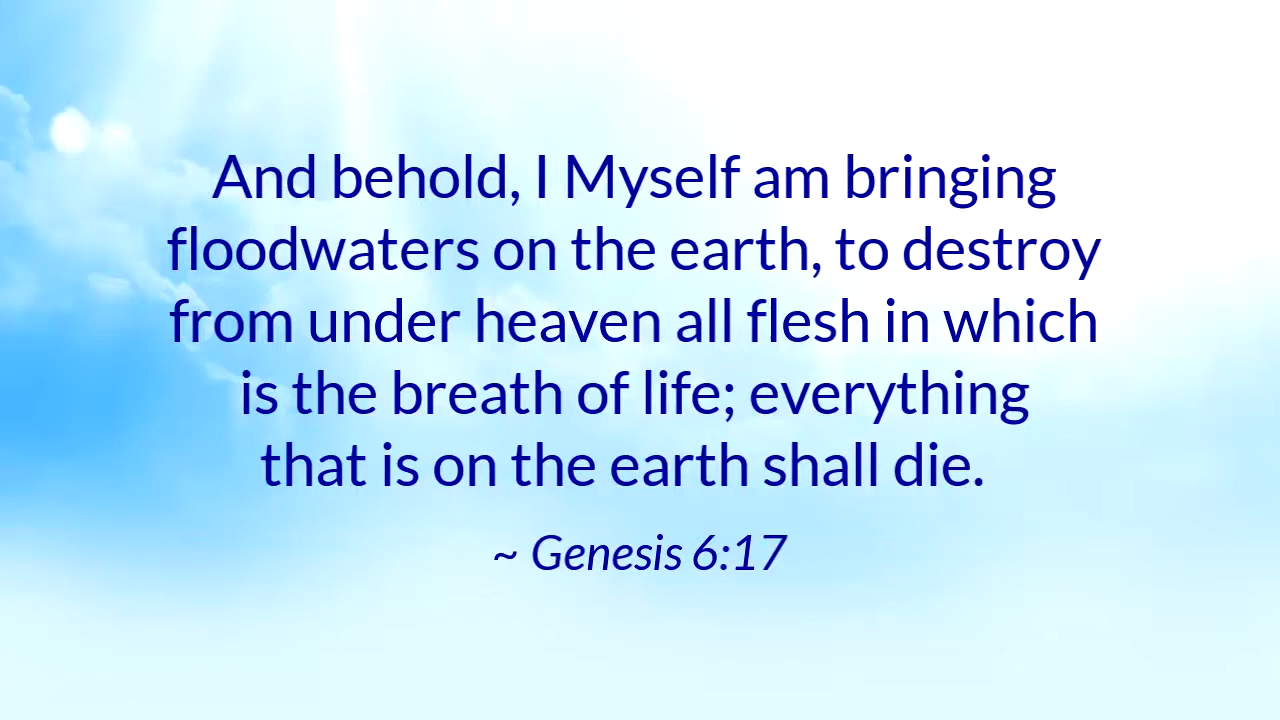 And behold, I Myself am bringing
floodwaters on the earth, to destroy
from under heaven all flesh in which
is the breath of life; everything
that is on the earth shall die.
~ Genesis 6:17